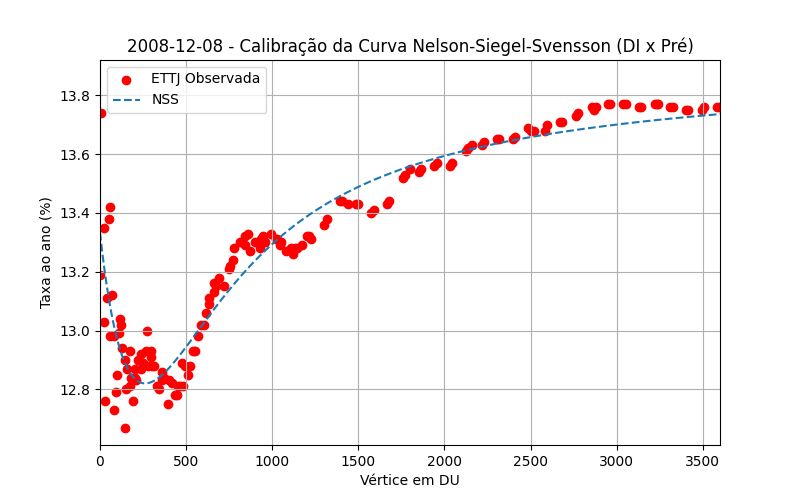 2008-12-08 - Calibração da Curva Nelson-Siegel-Svensson (DI x Pré)
ETTJ Observada
NSS
Taxa ao ano (%)
13.8
13.6
13.4
13.2
13.0
12.8
0 500 1000 1500 2000 2500 3000 3500
Vértice em DU